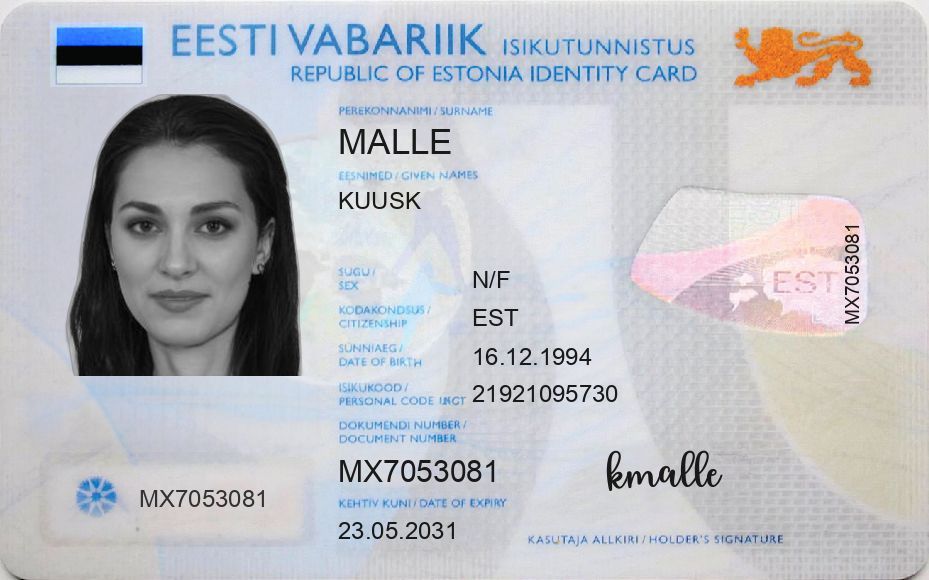 EESTI VABARIIK ISIKUTUNNISTUS
REPUBLIC OF ESTONIA IDENTITY CARD
PEREKONNANIMI / SURNAME
MALLE
EESNIMED / GIVEN NAMES
KUUSK
SUGU /
SEX
N/F
KODAKONDSUS /
CITIZENSHIP
EST
SÜNNIAEG /
DATE OF BIRTH
16.12.1994
ISIKUKOOD /
PERSONAL CODE
21921095730
DOKUMENDI NUMBER /
DOCUMENT NUMBER
MX7053081
KEHTIV KUNI / DATE OF EXPIRY
23.05.2031
MX7053081
EST
MX7053081
kmalle
KASUTAJA ALLKIRI / HOLDER'S SIGNATURE